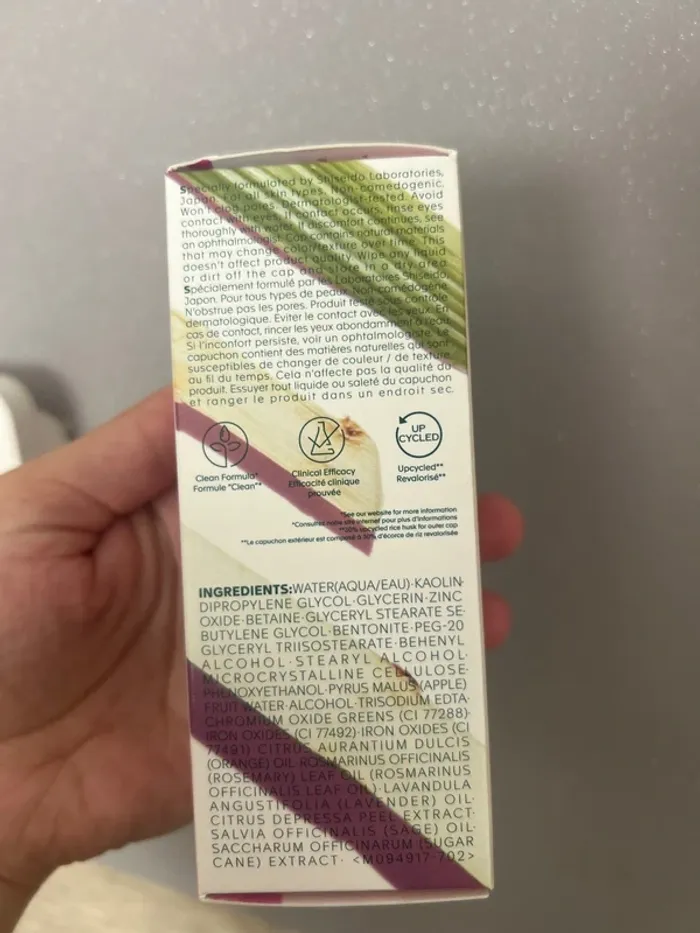 Specially formulated by Shiseido Laboratories,
Japan. For all skin types. Non-comedogenic.
Won't clog pores. Dermatologist-tested. Avoid
contact with eyes. If contact occurs, rinse eyes
thoroughly with water. If discomfort continues, see
an ophthalmologist. Cap contains natural materials
that may change color/texture over time. This
doesn't affect product quality. Wipe any liquid
or dirt off the cap and store in a dry area.
Spécialement formulé par les Laboratoires Shiseido,
Japon. Pour tous types de peaux. Non-comédogène.
N'obstrue pas les pores. Produit testé sous contrôle
dermatologique. Eviter le contact avec les yeux. En
cas de contact, rincer les yeux abondamment à l'eau.
Si l'inconfort persiste, voir un ophtalmologiste. Le
capuchon contient des matières naturelles qui sont
susceptibles de changer de couleur / de texture
au fil du temps. Cela n'affecte pas la qualité du
produit. Essuyer tout liquide ou saleté du capuchon
et ranger le produit dans un endroit sec.
Clean Formula*
Formule "Clean"*
Clinical Efficacy
Efficacité clinique
prouvée
UP
CYCLED
Upcycled**
Revalorisé**
*See our website for more information
*Consultez notre site internet pour plus d'informations
**30% upcycled rice husk for outer cap
**Le capuchon extérieur est composé à 30% d'écorce de riz revalorisée
INGREDIENTS:WATER(AQUA/EAU)·KAOLIN·
DIPROPYLENE GLYCOL·GLYCERIN·ZINC
OXIDE·BETAINE·GLYCERYL STEARATE SE·
BUTYLENE GLYCOL·BENTONITE·PEG-20
GLYCERYL TRIISOSTEARATE·BEHENYL
ALCOHOL·STEARYL ALCOHOL·
MICROCRYSTALLINE CELLULOSE·
PHENOXYETHANOL·PYRUS MALUS (APPLE)
FRUIT WATER·ALCOHOL·TRISODIUM EDTA·
CHROMIUM OXIDE GREENS (CI 77288)·
IRON OXIDES (CI 77492)·IRON OXIDES (CI
77491)·CITRUS AURANTIUM DULCIS
(ORANGE) OIL·ROSMARINUS OFFICINALIS
(ROSEMARY) LEAF OIL (ROSMARINUS
OFFICINALIS LEAF OIL)·LAVANDULA
ANGUSTIFOLIA (LAVENDER) OIL·
CITRUS DEPRESSA PEEL EXTRACT·
SALVIA OFFICINALIS (SAGE) OIL·
SACCHARUM OFFICINARUM (SUGAR
CANE) EXTRACT· <M094917-702>